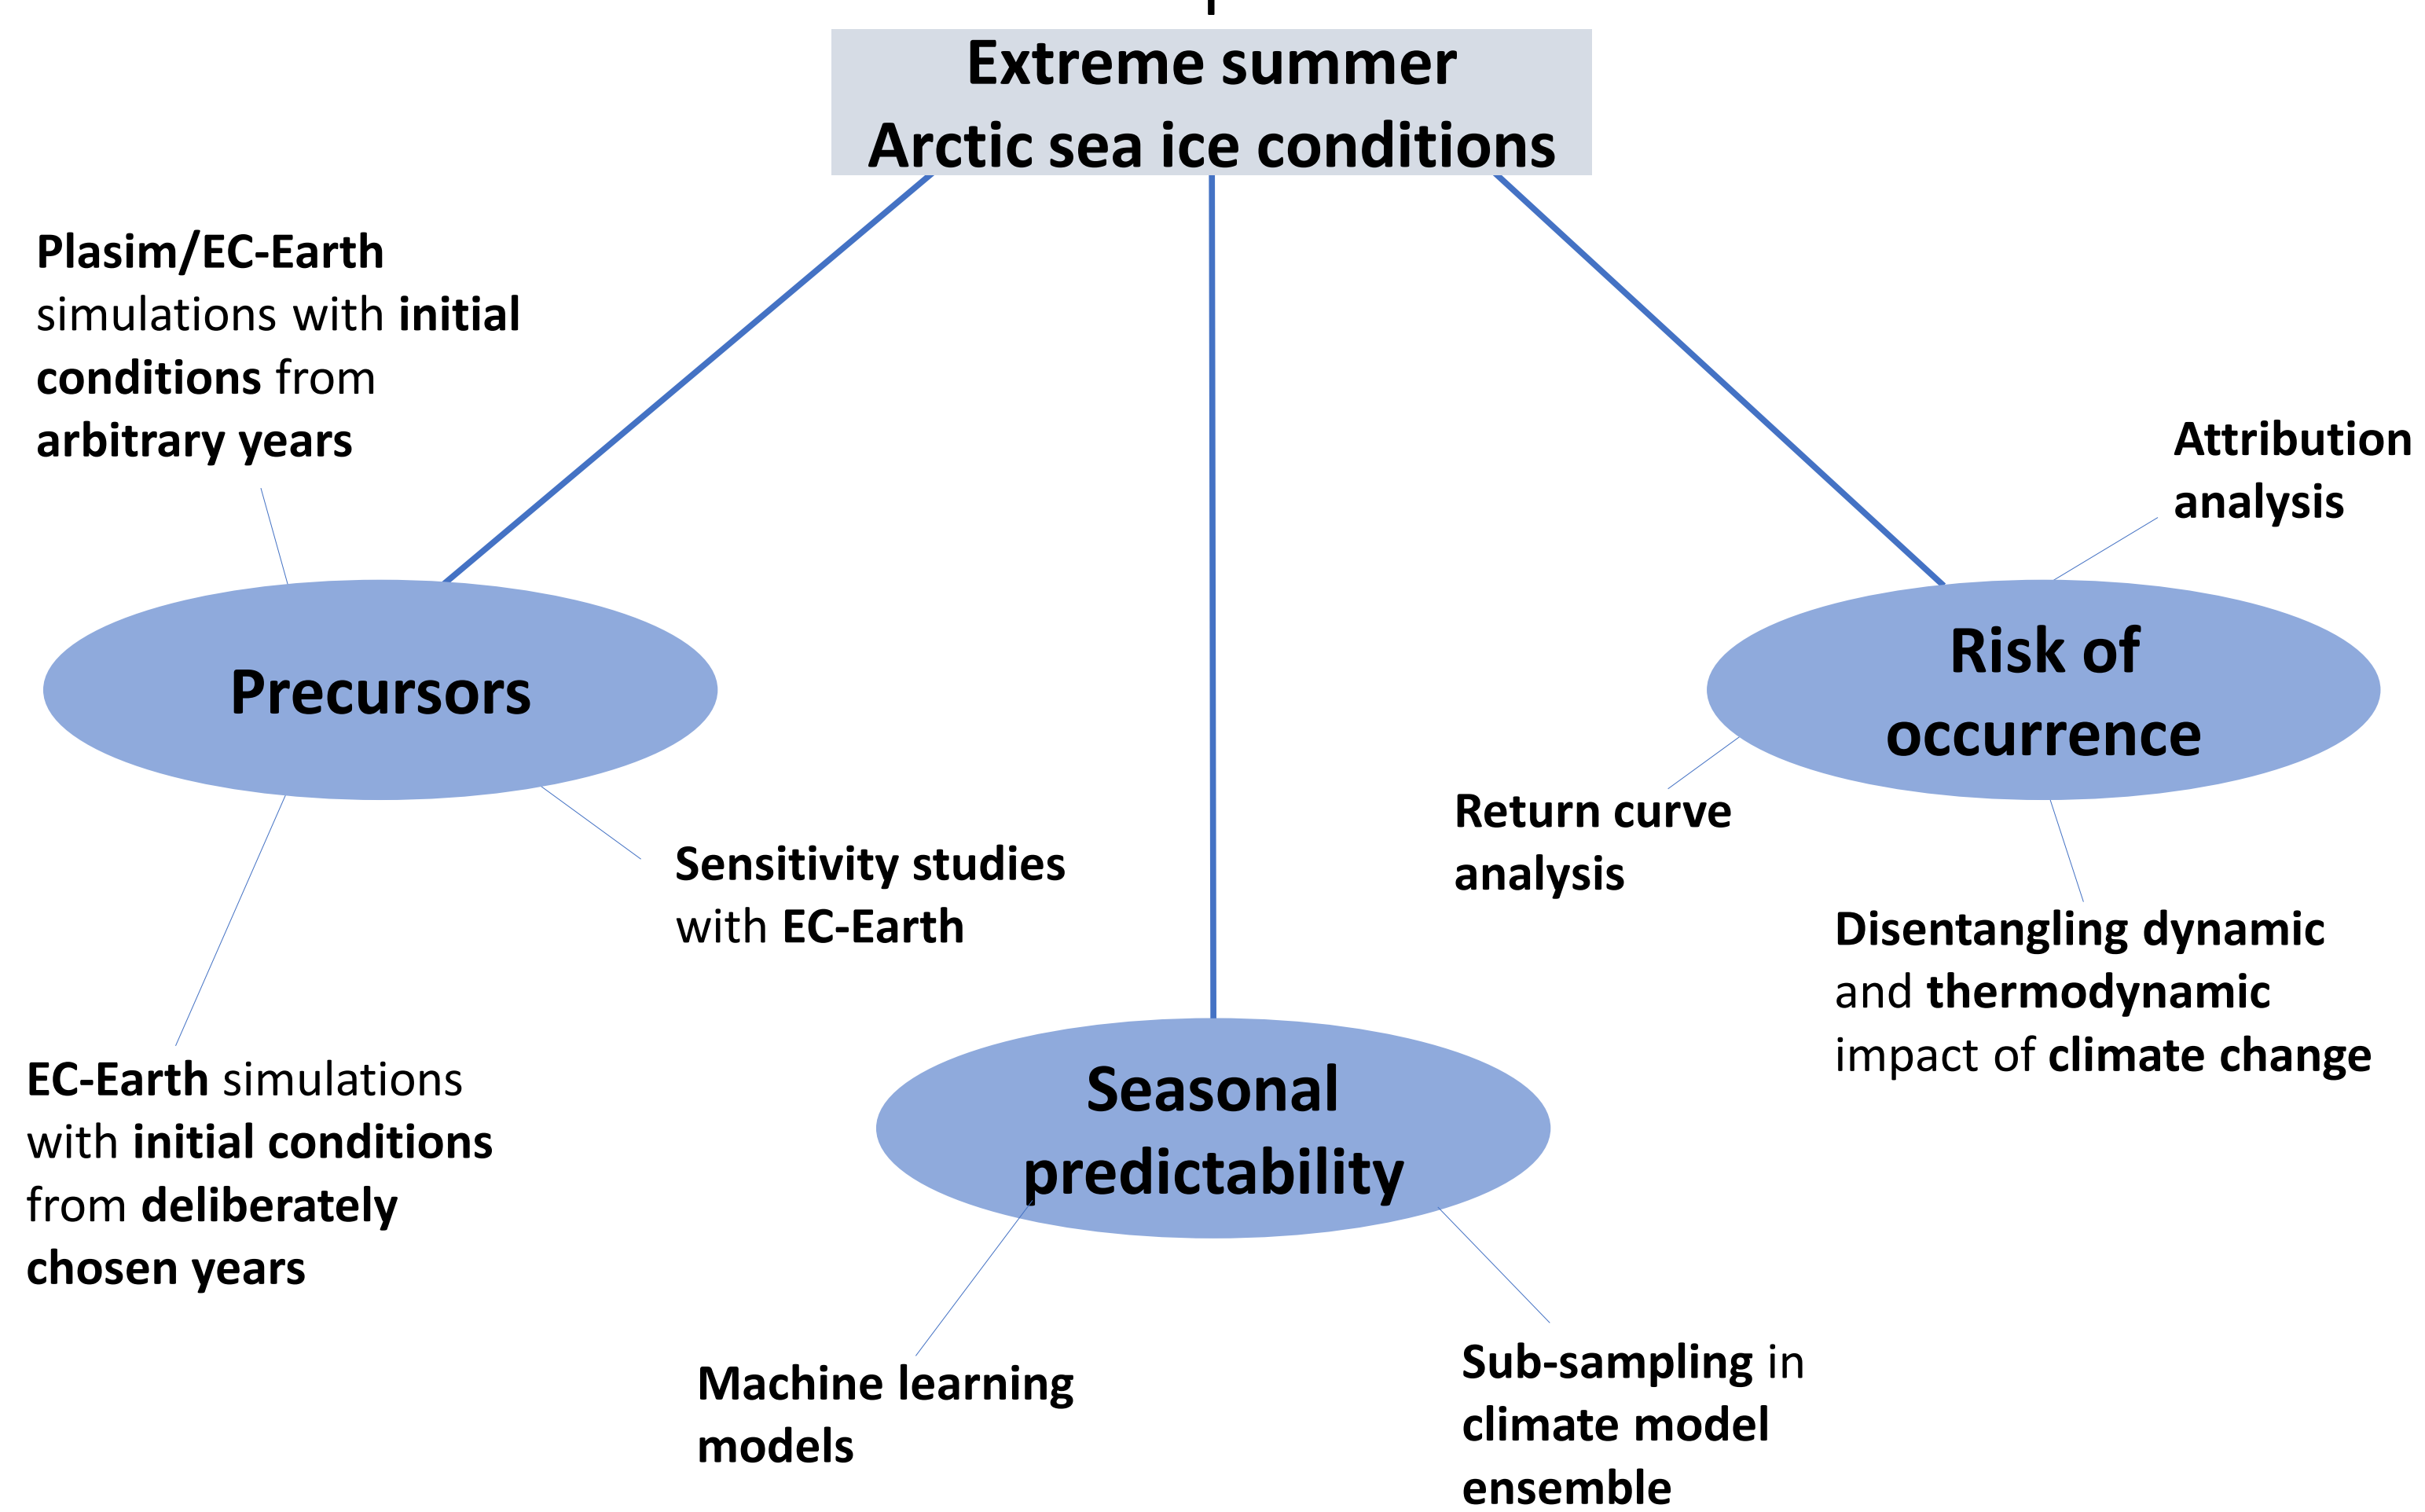 Extreme summer
Arctic sea ice conditions
Plasim/EC-Earth
simulations with initial
conditions from
arbitrary years
Attribution
analysis
Precursors
Risk of
occurrence
Return curve
analysis
Sensitivity studies
with EC-Earth
Disentangling dynamic
and thermodynamic
impact of climate change
EC-Earth simulations
with initial conditions
from deliberately
chosen years
Seasonal
predictability
Machine learning
models
Sub-sampling in
climate model
ensemble